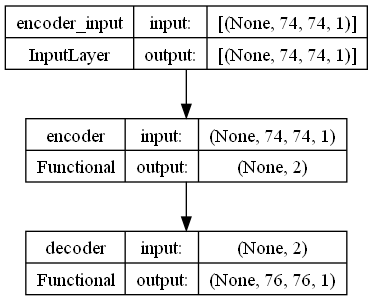 encoder_input input: [(None, 74, 74, 1)]
InputLayer output: [(None, 74, 74, 1)]
encoder input: (None, 74, 74, 1)
Functional output: (None, 2)
decoder input: (None, 2)
Functional output: (None, 76, 76, 1)